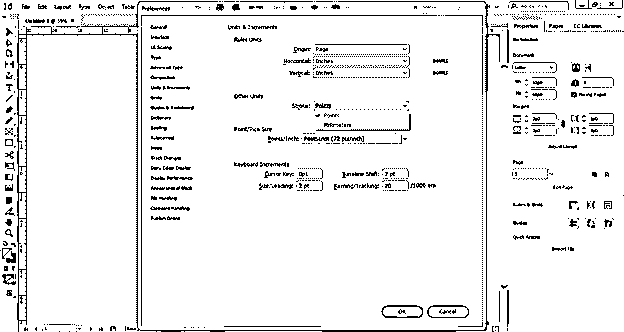 Id File Edit Layout Type Object Table
Preferences
General
Interface
UI Scaling
Type
Advanced Type
Composition
Units & Increments
Grids
Guides & Pasteboard
Dictionary
Spelling
Autocorrect
Notes
Track Changes
Story Editor Display
Display Performance
Appearance of Black
File Handling
Clipboard Handling
Publish Online
Units & Increments
Ruler Units
Origin: Page
Horizontal: Inches
Vertical: Inches
points
points
Other Units
Stroke: Points
Points
Millimeters
Point/Pica Size
Points/Inch: PostScript (72 pts/inch)
Keyboard Increments
Cursor Key: 0p1
Baseline Shift: 2 pt
Size/Leading: 2 pt
Kerning/Tracking: 20 /1000 em
OK
Cancel
Properties Pages CC Libraries
No Selection
Document
Letter
Facing Pages
Margins
Adjust Layout
Page
Edit Page
Rulers & Grids
Guides
Quick Actions
Import File